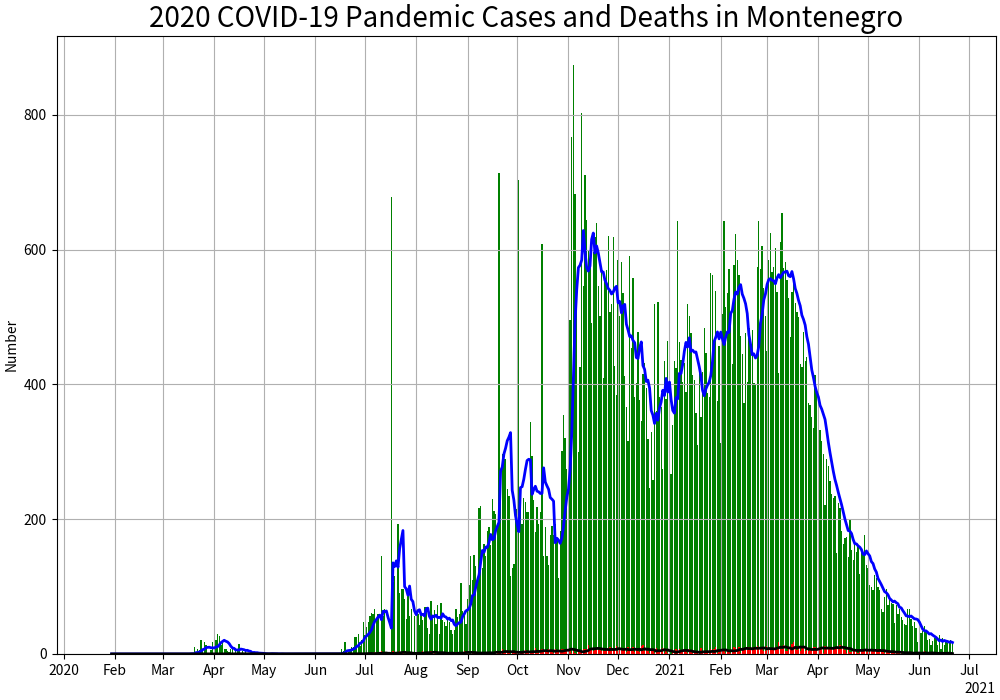 2020 COVID-19 Pandemic Cases and Deaths in Montenegro
Number
800
600
400
200
0
2020 Feb Mar Apr May Jun Jul Aug Sep Oct Nov Dec 2021 Feb Mar Apr May Jun Jul
2021